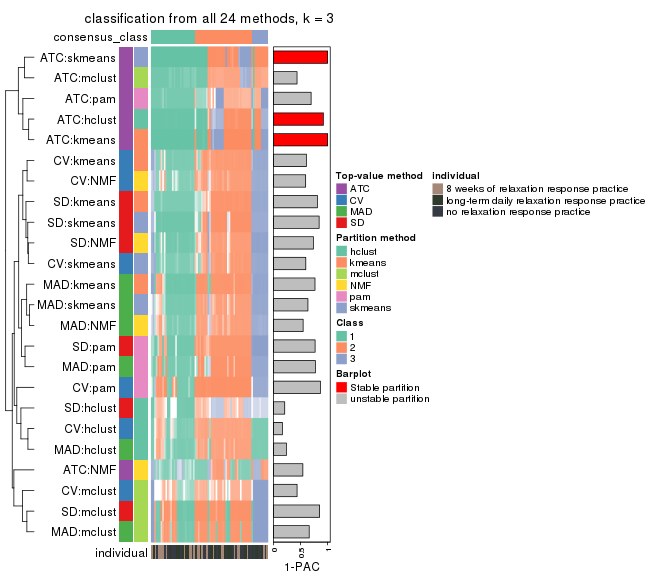 classification from all 24 methods, k = 3
consensus_class
ATC:skmeans
ATC:mclust
ATC:pam
ATC:hclust
ATC:kmeans
CV:kmeans
CV:NMF
SD:kmeans
SD:skmeans
SD:NMF
CV:skmeans
MAD:kmeans
MAD:skmeans
MAD:NMF
SD:pam
MAD:pam
CV:pam
SD:hclust
CV:hclust
MAD:hclust
ATC:NMF
CV:mclust
SD:mclust
MAD:mclust
individual
0
0.5
1
1-PAC
Top-value method
ATC
CV
MAD
SD
Partition method
hclust
kmeans
mclust
NMF
pam
skmeans
Class
1
2
3
Barplot
Stable partition
unstable partition
individual
8 weeks of relaxation response practice
long-term daily relaxation response practice
no relaxation response practice